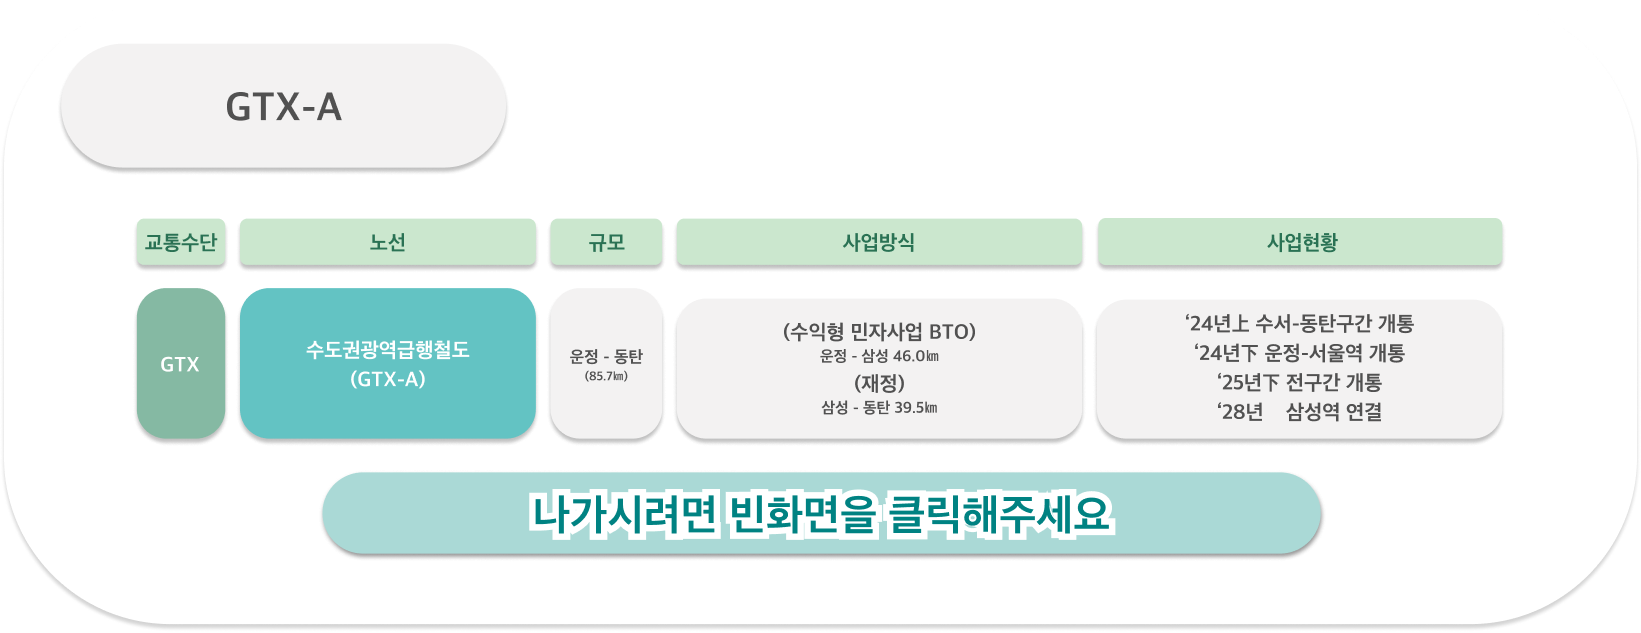 GTX-A
교통수단
노선
규모
사업방식
사업현황
GTX
수도권광역급행철도
(GTX-A)
운정 - 동탄
(85.7㎞)
(수익형 민자사업 BTO)
운정 - 삼성 46.0㎞
(재정)
삼성 - 동탄 39.5㎞
‘24년上 수서-동탄구간 개통
‘24년下 운정-서울역 개통
‘25년下 전구간 개통
‘28년 삼성역 연결
나가시려면 빈화면을 클릭해주세요